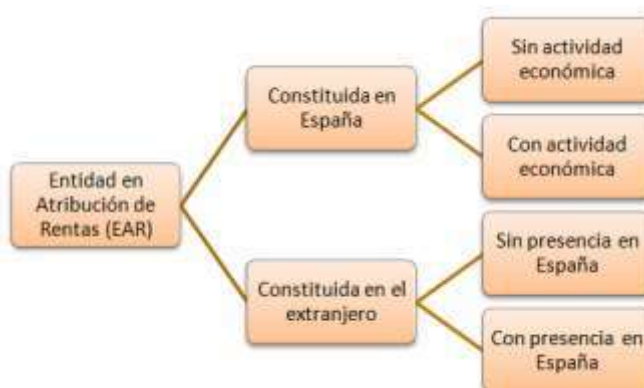 Entidad en
Atribución de
Rentas (EAR)
Constituida en
España
Sin actividad
económica
Con actividad
económica
Constituida en el
extranjero
Sin presencia en
España
Con presencia en
España